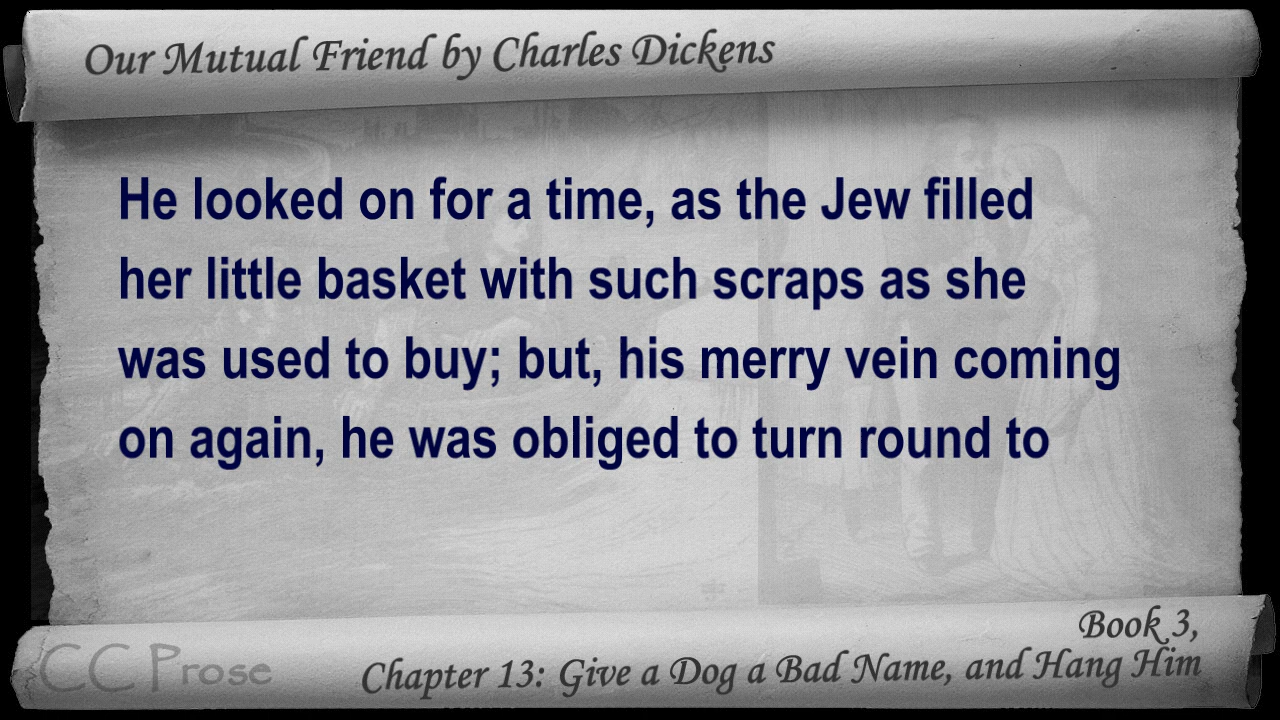 Our Mutual Friend by Charles Dickens
He looked on for a time, as the Jew filled
her little basket with such scraps as she
was used to buy; but, his merry vein coming
on again, he was obliged to turn round to
Book 3,
CC Prose
Chapter 13: Give a Dog a Bad Name, and Hang Him